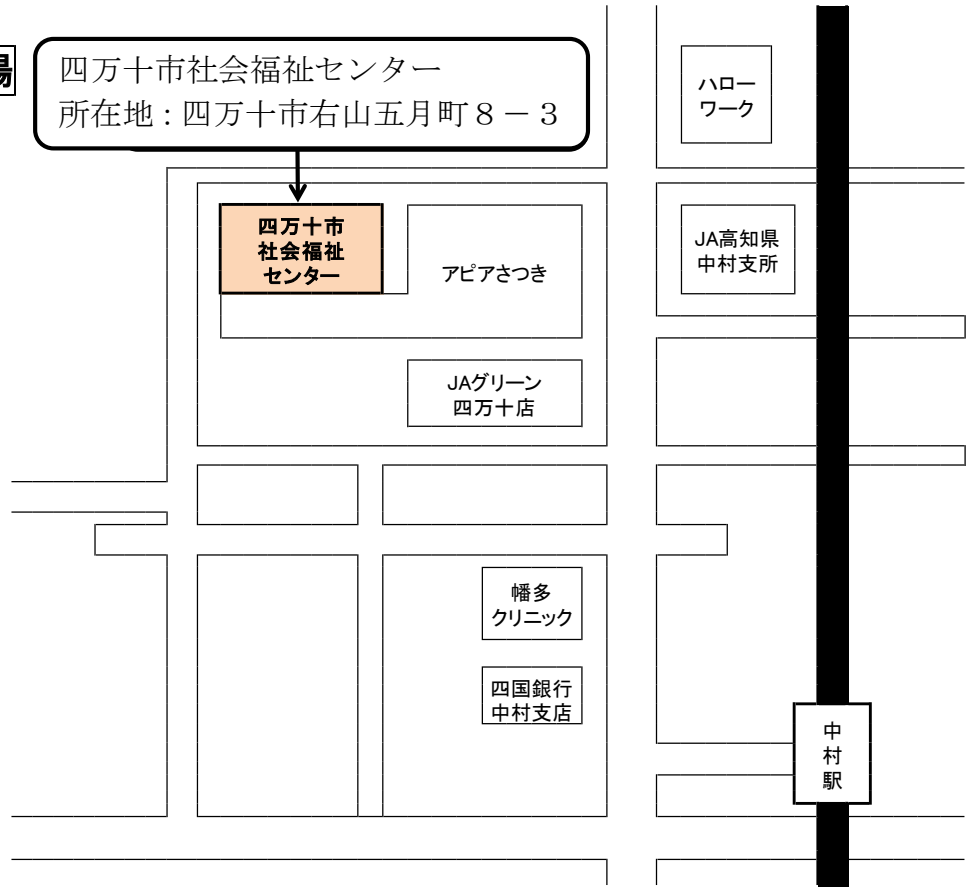 場
四万十市社会福祉センター
所在地：四万十市右山五月町８－３
ハロー
ワーク
四万十市
社会福祉
センター
アピアさつき
JA高知県
中村支所
JAグリーン
四万十店
幡多
クリニック
四国銀行
中村支店
中
村
駅